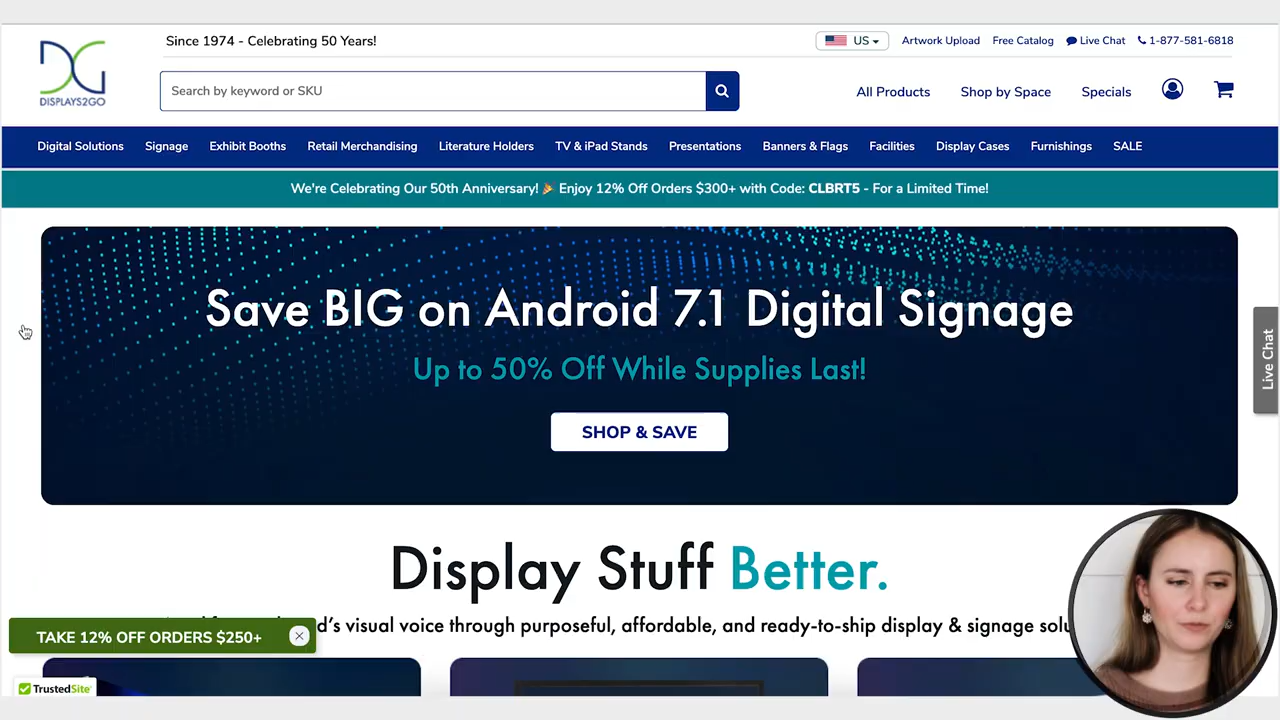 Since 1974 - Celebrating 50 Years!
US
Artwork Upload
Free Catalog
Live Chat
1-877-581-6818
DISPLAYS2GO
Search by keyword or SKU
All Products
Shop by Space
Specials
Digital Solutions
Signage
Exhibit Booths
Retail Merchandising
Literature Holders
TV & iPad Stands
Presentations
Banners & Flags
Facilities
Display Cases
Furnishings
SALE
We're Celebrating Our 50th Anniversary! 🎉 Enjoy 12% Off Orders $300+ with Code: CLBRT5 - For a Limited Time!
Save BIG on Android 7.1 Digital Signage
Up to 50% Off While Supplies Last!
SHOP & SAVE
Live Chat
Display Stuff Better.
visual voice through purposeful, affordable, and ready-to-ship display & signage
TAKE 12% OFF ORDERS $250+
TrustedSite